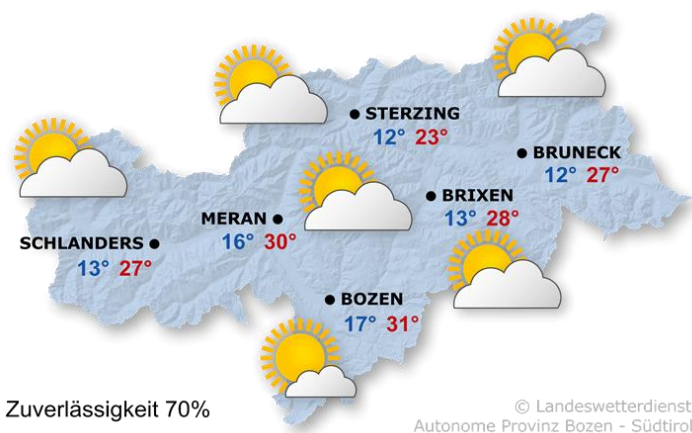 STERZING
12° 23°
BRUNECK
12° 27°
BRIXEN
13° 28°
MERAN
16° 30°
SCHLANDERS
13° 27°
BOZEN
17° 31°
Zuverlässigkeit 70%
© Landeswetterdienst
Autonome Provinz Bozen - Südtirol